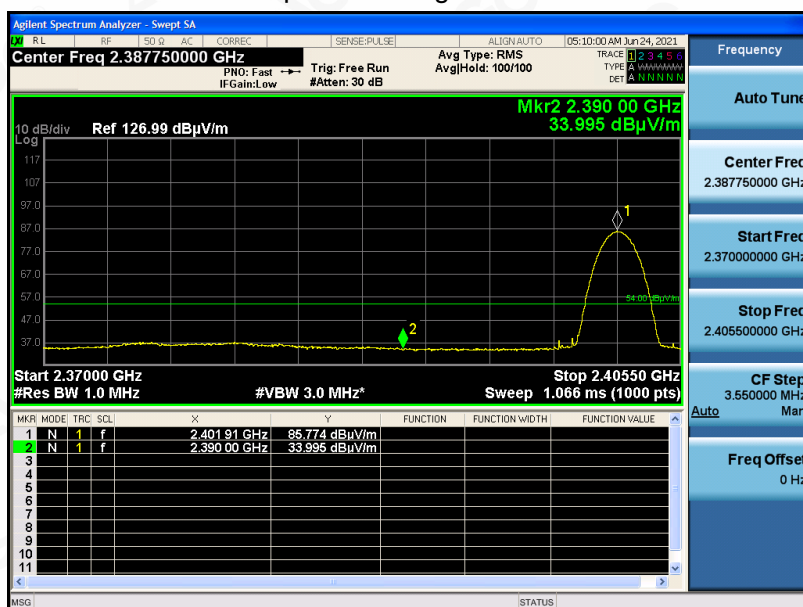 Agilent Spectrum Analyzer - Swept SA
LXI RL RF 50 Ω AC CORREC SENSE:PULSE ALIGN AUTO 05:10:00 AM Jun 24, 2021
Center Freq 2.387750000 GHz
PNO: Fast
IFGain:Low
Trig: Free Run
#Atten: 30 dB
Avg Type: RMS
Avg|Hold: 100/100
TRACE 1 2 3 4 5 6
TYPE A WWWWW
DET A N N N N N
Mkr2 2.390 00 GHz
33.995 dBµV/m
10 dB/div Ref 126.99 dBµV/m
Log
117
107
97.0
87.0
77.0
67.0
57.0
47.0
37.0
1
2
54.00 dBµV/m
Start 2.37000 GHz Stop 2.40550 GHz
#Res BW 1.0 MHz #VBW 3.0 MHz* Sweep 1.066 ms (1000 pts)
MKR MODE TRC SCL X Y FUNCTION FUNCTION WIDTH FUNCTION VALUE
1 N 1 f 2.401 91 GHz 85.774 dBµV/m
2 N 1 f 2.390 00 GHz 33.995 dBµV/m
3
4
5
6
7
8
9
10
11
MSG STATUS
Frequency
Auto Tune
Center Freq
2.387750000 GHz
Start Freq
2.370000000 GHz
Stop Freq
2.405500000 GHz
CF Step
3.550000 MHz
Auto Man
Freq Offset
0 Hz